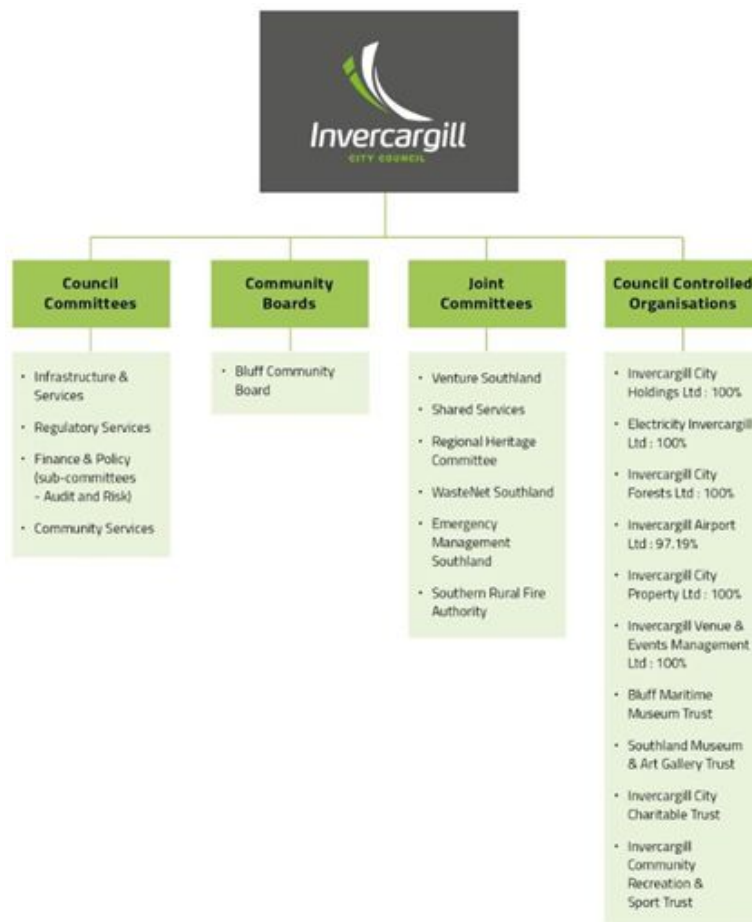 Invercargill
CITY COUNCIL
Council
Committees
• Infrastructure &
Services
• Regulatory Services
• Finance & Policy
(sub-committees
- Audit and Risk)
• Community Services
Community
Boards
• Bluff Community
Board
Joint
Committees
• Venture Southland
• Shared Services
• Regional Heritage
Committee
• WasteNet Southland
• Emergency
Management
Southland
• Southern Rural Fire
Authority
Council Controlled
Organisations
• Invercargill City
Holdings Ltd : 100%
• Electricity Invercargill
Ltd : 100%
• Invercargill City
Forests Ltd : 100%
• Invercargill Airport
Ltd : 97.19%
• Invercargill City
Property Ltd : 100%
• Invercargill Venue &
Events Management
Ltd : 100%
• Bluff Maritime
Museum Trust
• Southland Museum
& Art Gallery Trust
• Invercargill City
Charitable Trust
• Invercargill
Community
Recreation &
Sport Trust